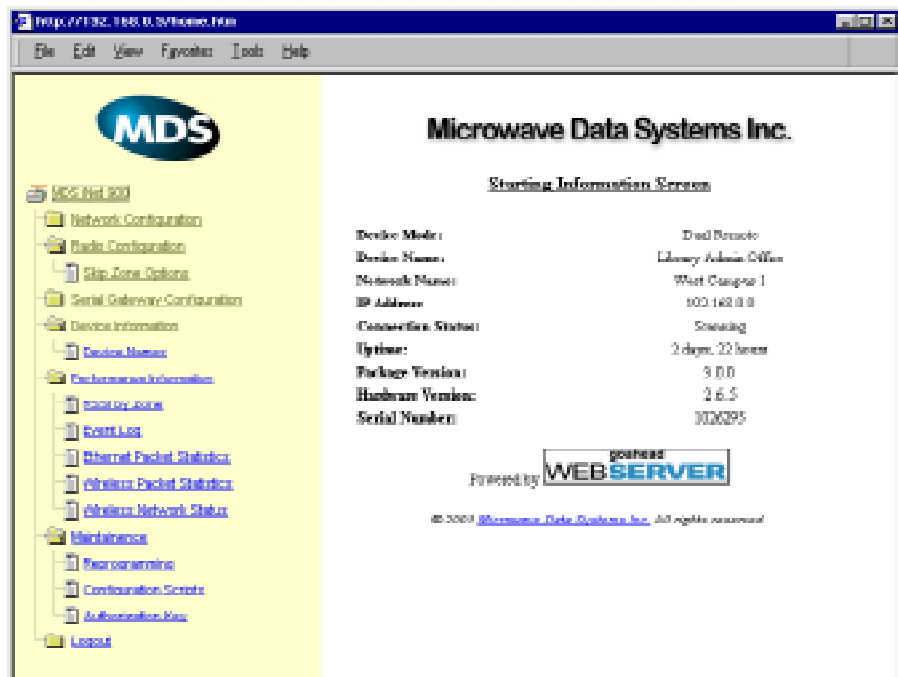 http://192.168.0.5/home.htm
File Edit View Favorites Tools Help
MDS
MDS iNet 900
Network Configuration
Radio Configuration
Skip Zone Options
Serial Gateway Configuration
Device Information
Device Names
Performance Information
RSSI by Zone
Event Log
Ethernet Packet Statistics
Wireless Packet Statistics
Wireless Network Status
Maintenance
Reprogramming
Configuration Scripts
Authorization Key
Logout
Microwave Data Systems Inc.
Starting Information Screen
Device Mode: Dual Remote
Device Name: Library Admin Office
Network Name: West Campus 1
IP Address
Connection Status: Scanning
Uptime: 2 days, 22 hours
Package Version: 3.0.0
Hardware Version: 2.6.5
Serial Number: 1026295
Powered by goahead WEBSERVER
Microwave Data Systems Inc. All rights reserved